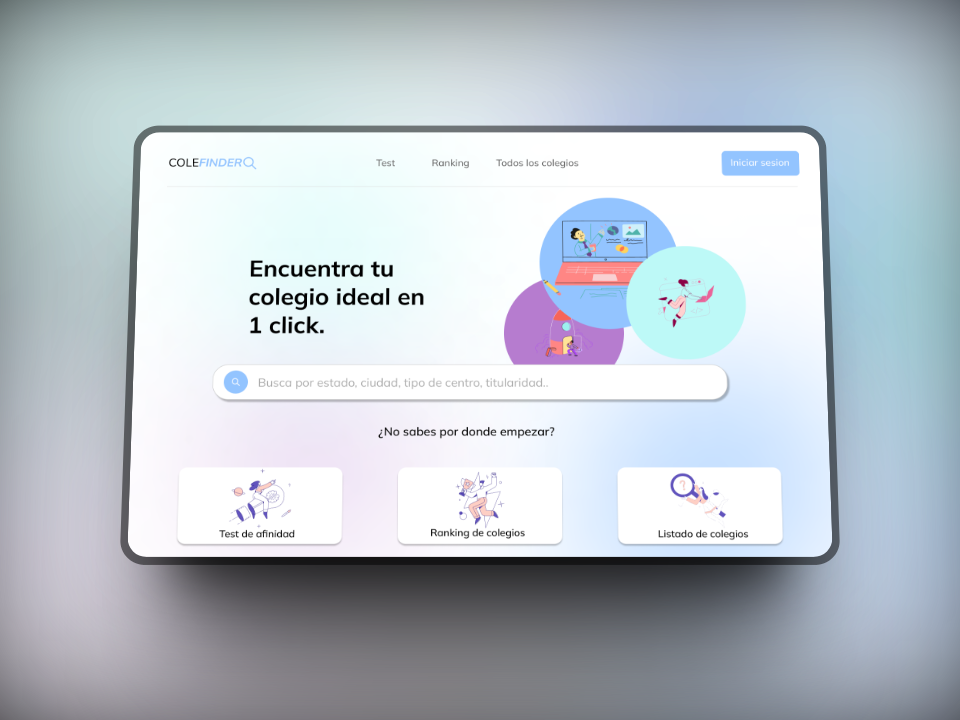 COLEFINDER
Test
Ranking
Todos los colegios
Iniciar sesion
Encuentra tu
colegio ideal en
1 click.
Busca por estado, ciudad, tipo de centro, titularidad..
¿No sabes por donde empezar?
Test de afinidad
Ranking de colegios
Listado de colegios